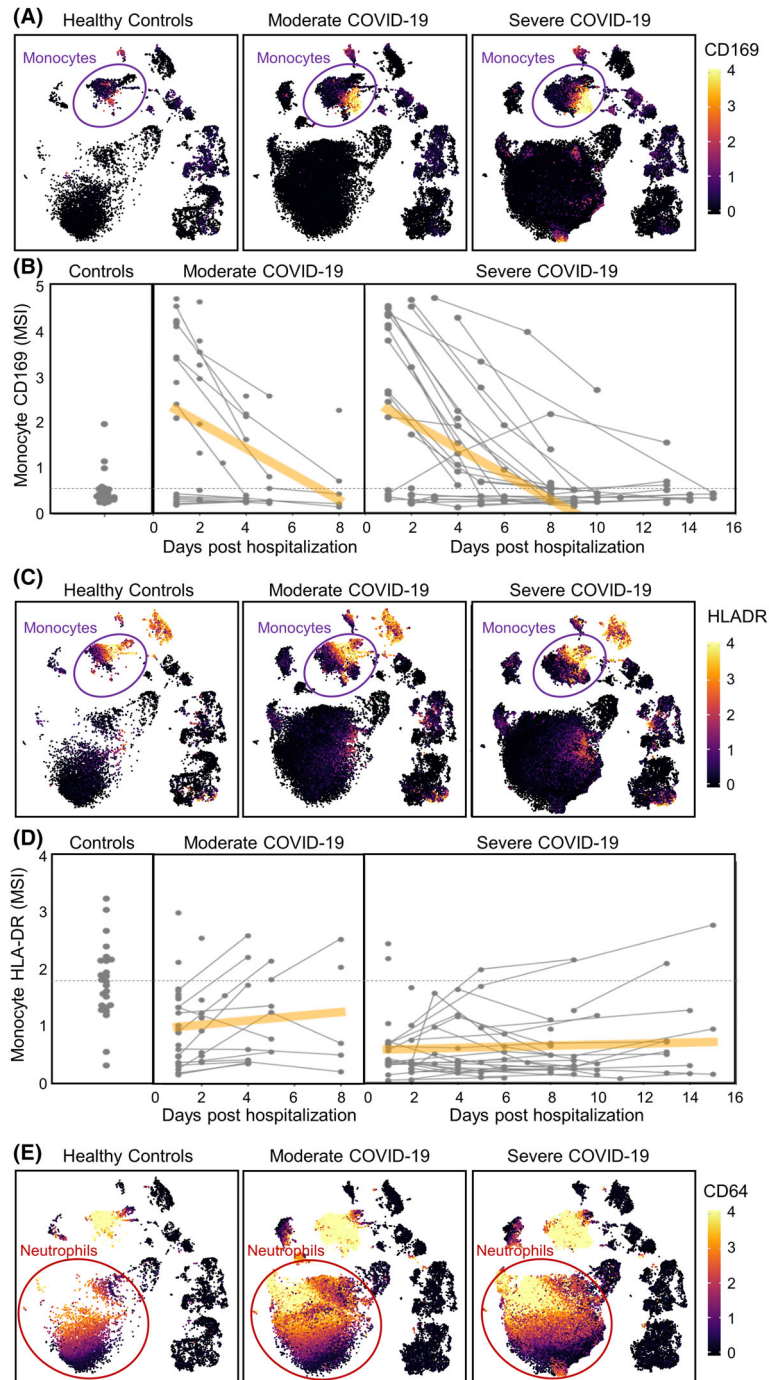 (A)
Healthy Controls
Moderate COVID-19
Severe COVID-19
Monocytes
Monocytes
Monocytes
CD169
4
3
2
1
0
(B)
Controls
Moderate COVID-19
Severe COVID-19
Monocyte CD169 (MSI)
5
4
3
2
1
0
0 2 4 6 8
0 2 4 6 8 10 12 14 16
Days post hospitalization
Days post hospitalization
(C)
Healthy Controls
Moderate COVID-19
Severe COVID-19
Monocytes
Monocytes
Monocytes
HLADR
4
3
2
1
0
(D)
Controls
Moderate COVID-19
Severe COVID-19
Monocyte HLA-DR (MSI)
4
3
2
1
0
0 2 4 6 8
0 2 4 6 8 10 12 14 16
Days post hospitalization
Days post hospitalization
(E)
Healthy Controls
Moderate COVID-19
Severe COVID-19
Neutrophils
Neutrophils
Neutrophils
CD64
4
3
2
1
0